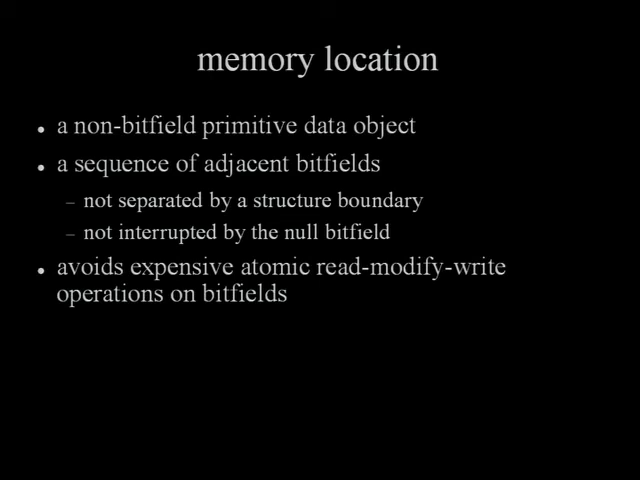 memory location
• a non-bitfield primitive data object
• a sequence of adjacent bitfields
– not separated by a structure boundary
– not interrupted by the null bitfield
• avoids expensive atomic read-modify-write
operations on bitfields